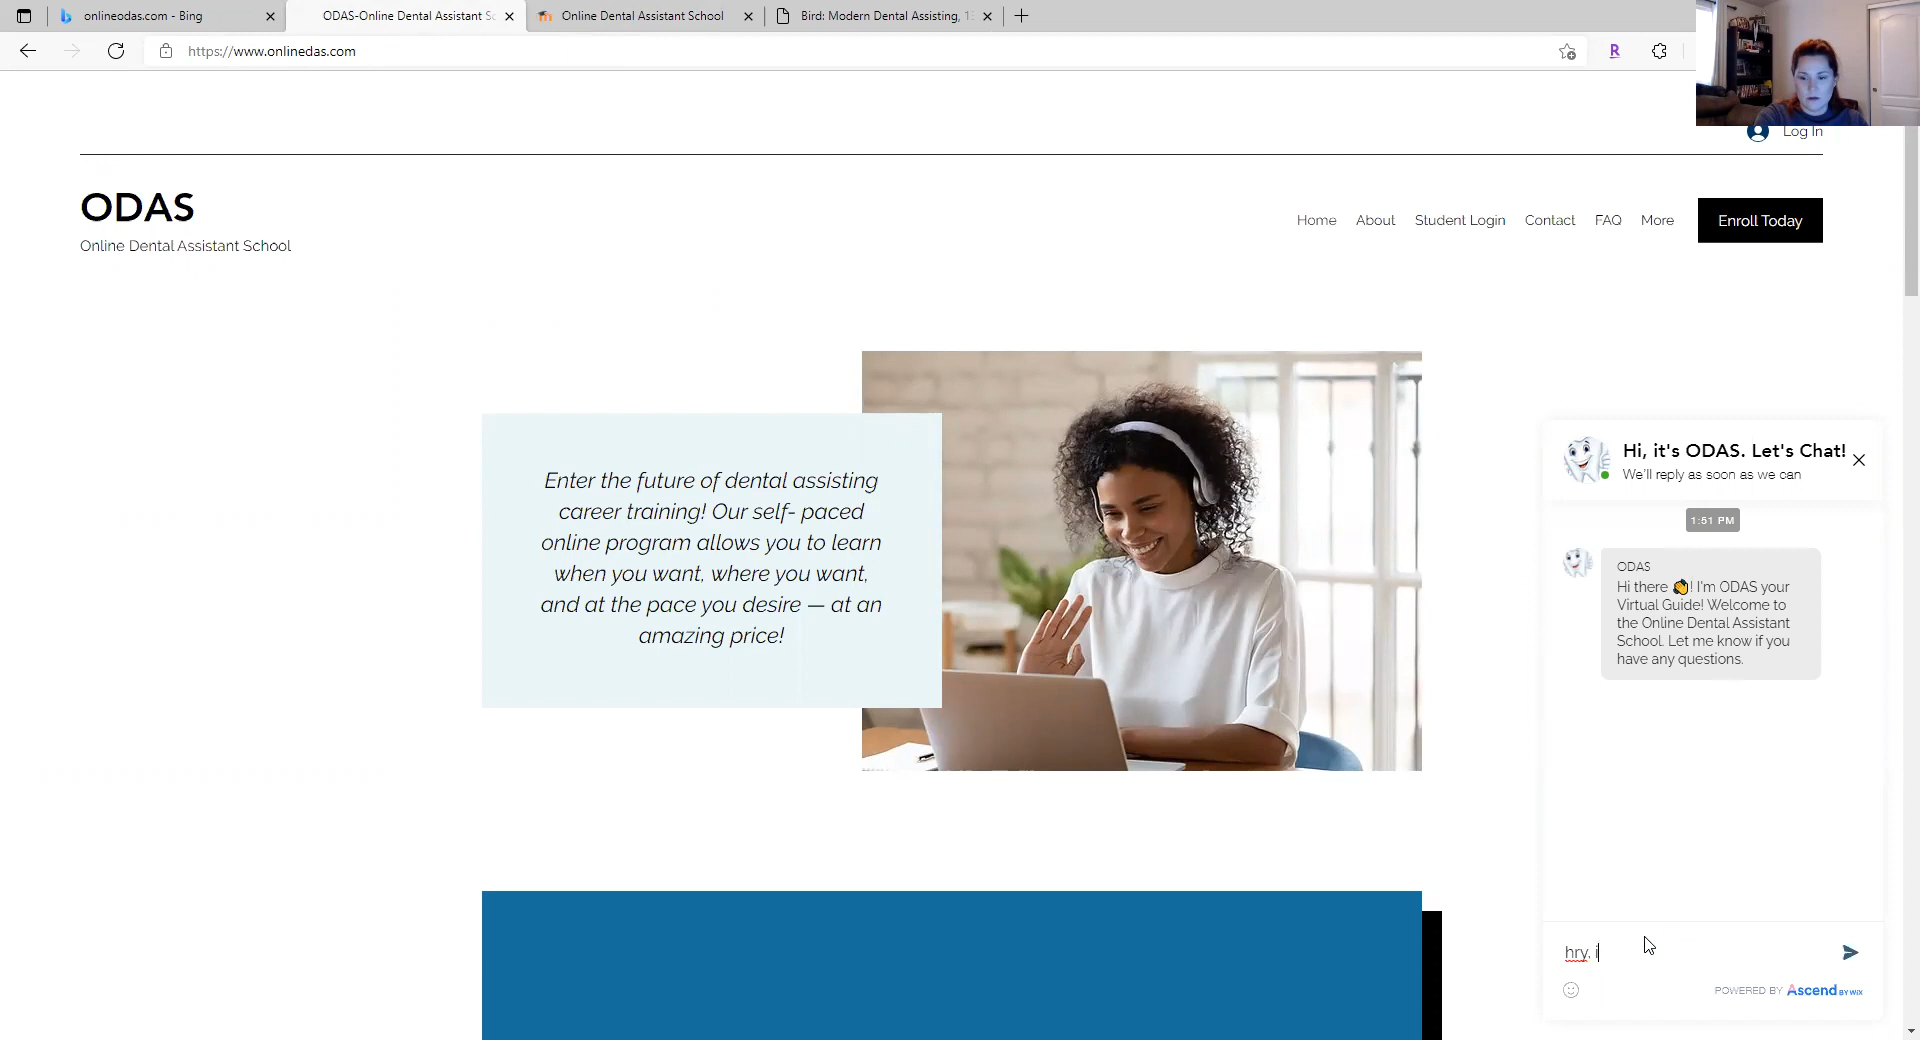 onlineodas.com - Bing
ODAS-Online Dental Assistant Sc
Online Dental Assistant School
Bird: Modern Dental Assisting, 13
https://www.onlinedas.com
R
Log In
ODAS
Online Dental Assistant School
Home
About
Student Login
Contact
FAQ
More
Enroll Today
Enter the future of dental assisting
career training! Our self- paced
online program allows you to learn
when you want, where you want,
and at the pace you desire — at an
amazing price!
Hi, it's ODAS. Let's Chat!
We'll reply as soon as we can
1:51 PM
ODAS
Hi there 👏! I'm ODAS your
Virtual Guide! Welcome to
the Online Dental Assistant
School. Let me know if you
have any questions.
hry. i
POWERED BY Ascend BY WIX